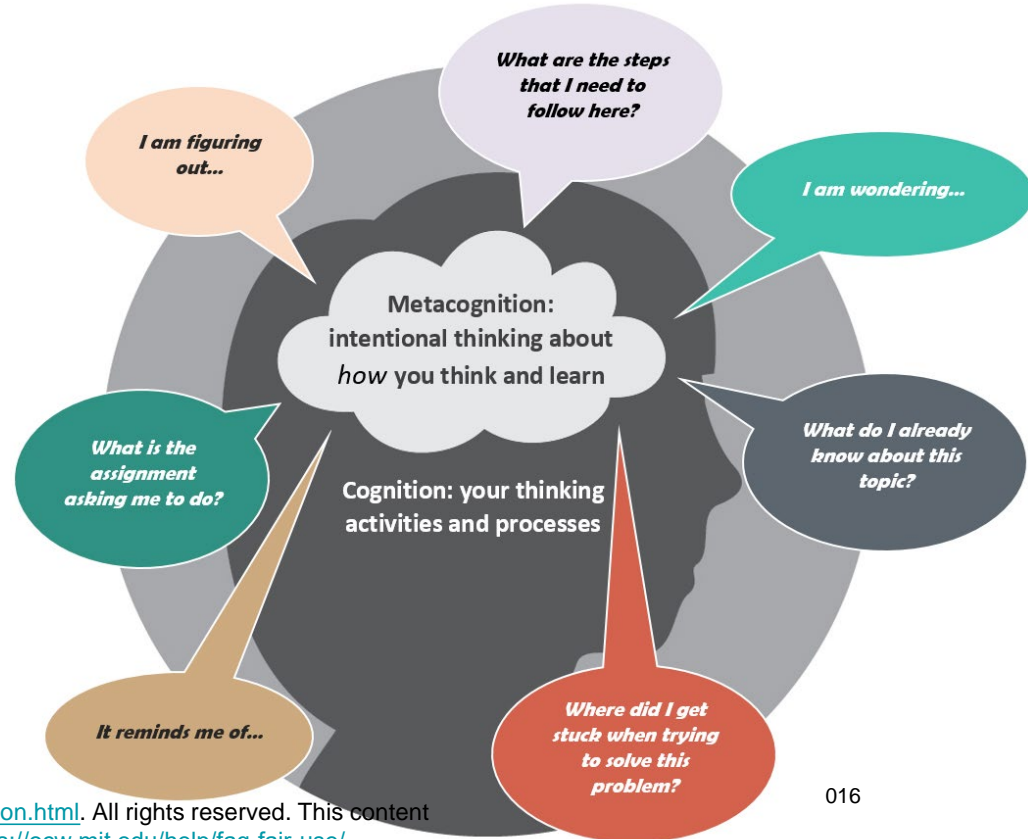 What are the steps
that I need to
follow here?
I am figuring
out...
I am wondering...
Metacognition:
intentional thinking about
how you think and learn
What is the
assignment
asking me to do?
What do I already
know about this
topic?
Cognition: your thinking
activities and processes
It reminds me of...
Where did I get
stuck when trying
to solve this
problem?
016
on.html. All rights reserved. This content